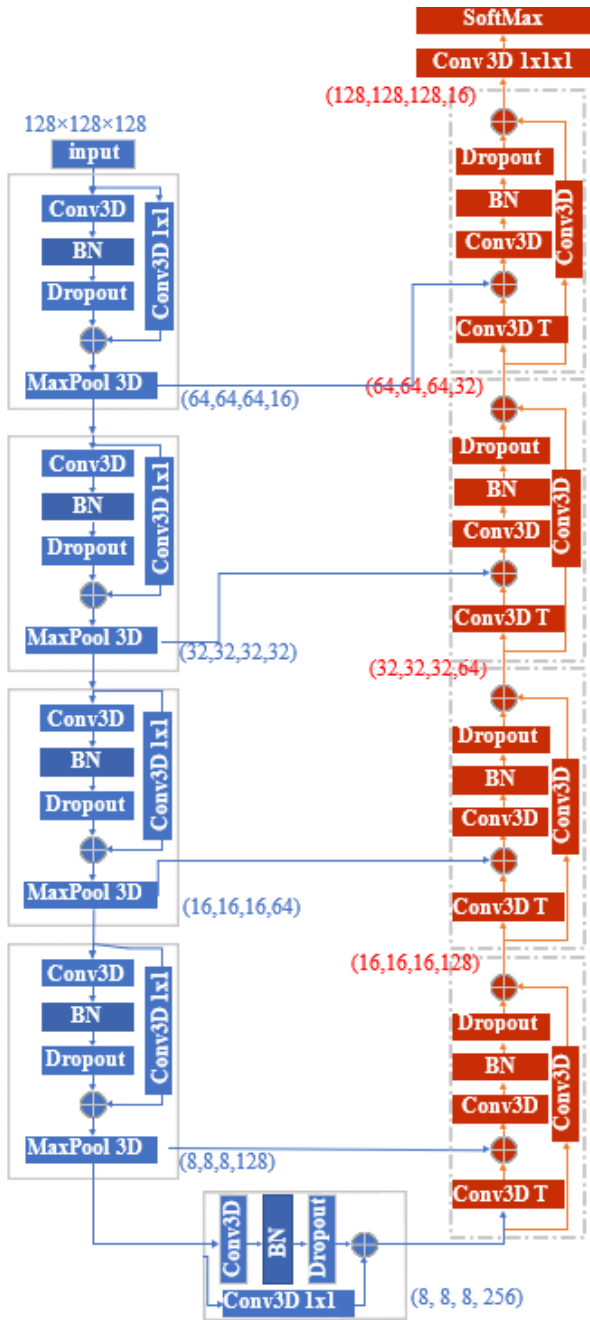 128×128×128
input
Conv3D
BN
Dropout
Conv3D 1x1
MaxPool 3D
(64,64,64,16)
Conv3D
BN
Dropout
Conv3D 1x1
MaxPool 3D
(32,32,32,32)
Conv3D
BN
Dropout
Conv3D 1x1
MaxPool 3D
(16,16,16,64)
Conv3D
BN
Dropout
Conv3D 1x1
MaxPool 3D
(8,8,8,128)
Conv3D
BN
Dropout
Conv3D 1x1
(8, 8, 8, 256)
SoftMax
Conv 3D 1x1x1
(128,128,128,16)
Dropout
BN
Conv3D
Conv3D
Conv3D T
(64,64,64,32)
Dropout
BN
Conv3D
Conv3D
Conv3D T
(32,32,32,64)
Dropout
BN
Conv3D
Conv3D
Conv3D T
(16,16,16,128)
Dropout
BN
Conv3D
Conv3D
Conv3D T